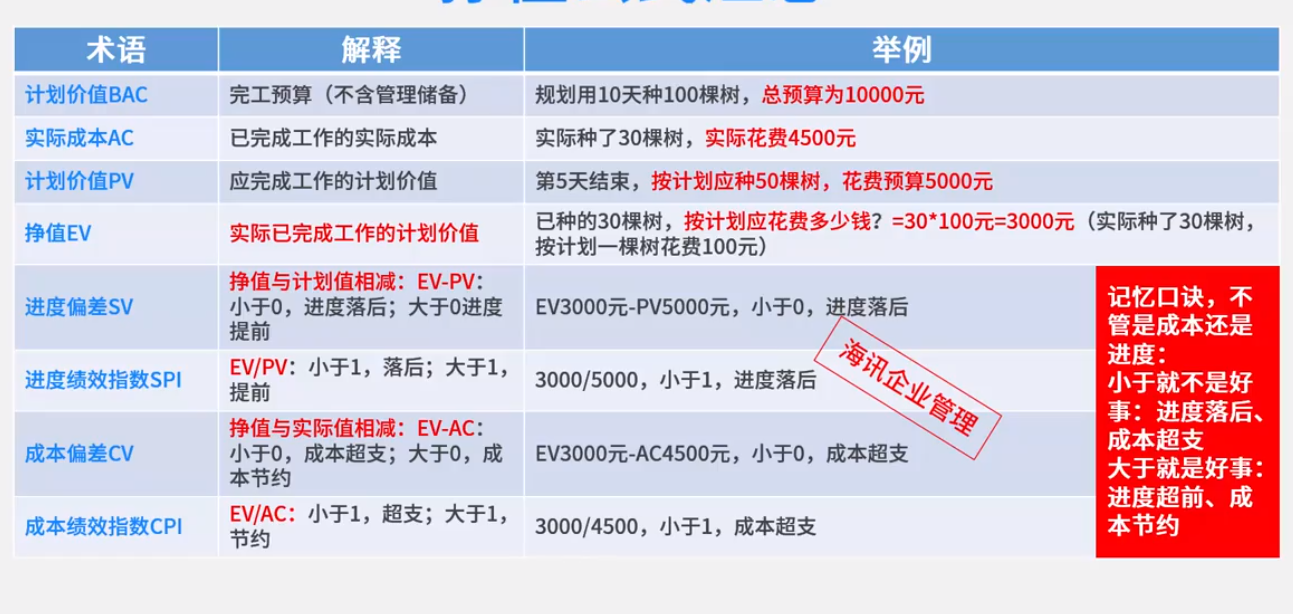 术语 解释 举例
计划价值BAC 完工预算（不含管理储备） 规划用10天种100棵树，总预算为10000元
实际成本AC 已完成工作的实际成本 实际种了30棵树，实际花费4500元
计划价值PV 应完成工作的计划价值 第5天结束，按计划应种50棵树，花费预算5000元
挣值EV 实际已完成工作的计划价值
已种的30棵树，按计划应花费多少钱？=30*100元=3000元（实际种了30棵树，
按计划一棵树花费100元）
进度偏差SV
挣值与计划值相减：EV-PV：
小于0，进度落后；大于0进度
提前
EV3000元-PV5000元，小于0，进度落后
进度绩效指数SPI
EV/PV：小于1，落后；大于1，
提前
3000/5000，小于1，进度落后
成本偏差CV
挣值与实际值相减：EV-AC：
小于0，成本超支；大于0，成
本节约
EV3000元-AC4500元，小于0，成本超支
成本绩效指数CPI
EV/AC：小于1，超支；大于1，
节约
3000/4500，小于1，成本超支
记忆口诀，不
管是成本还是
进度：
小于就不是好
事：进度落后、
成本超支
大于就是好事：
进度超前、成
本节约
海讯企业管理